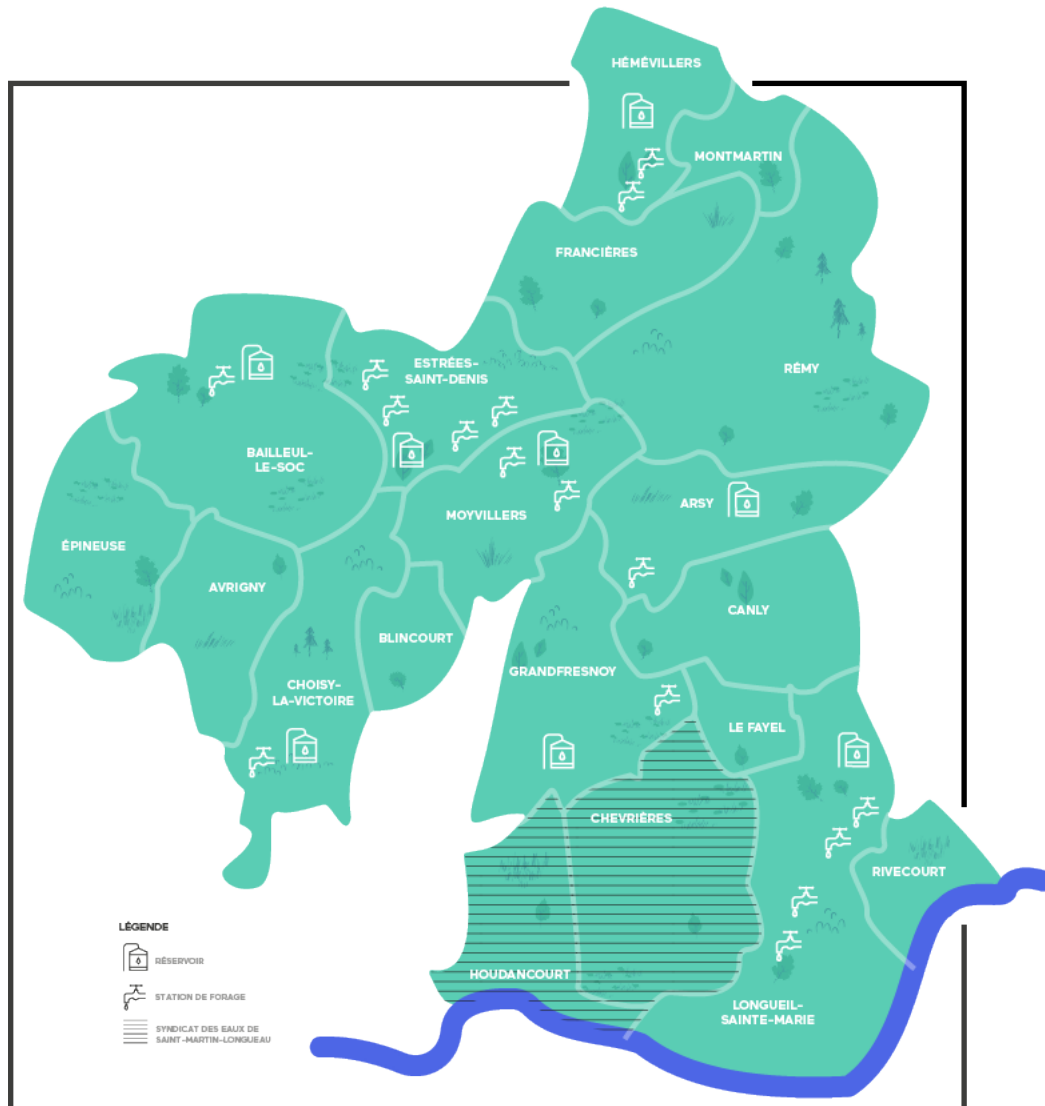 HÉMÉVILLERS
MONTMARTIN
FRANCIÈRES
ESTRÉES-
SAINT-DENIS
RÉMY
BAILLEUL-
LE-SOC
ARSY
MOYVILLERS
ÉPINEUSE
AVRIGNY
CANLY
BLINCOURT
GRANDFRESNOY
CHOISY-
LA-VICTOIRE
LE FAYEL
CHEVRIÈRES
RIVECOURT
HOUDANCOURT
LONGUEIL-
SAINTE-MARIE
LÉGENDE
RÉSERVOIR
STATION DE FORAGE
SYNDICAT DES EAUX DE
SAINT-MARTIN-LONGUEAU